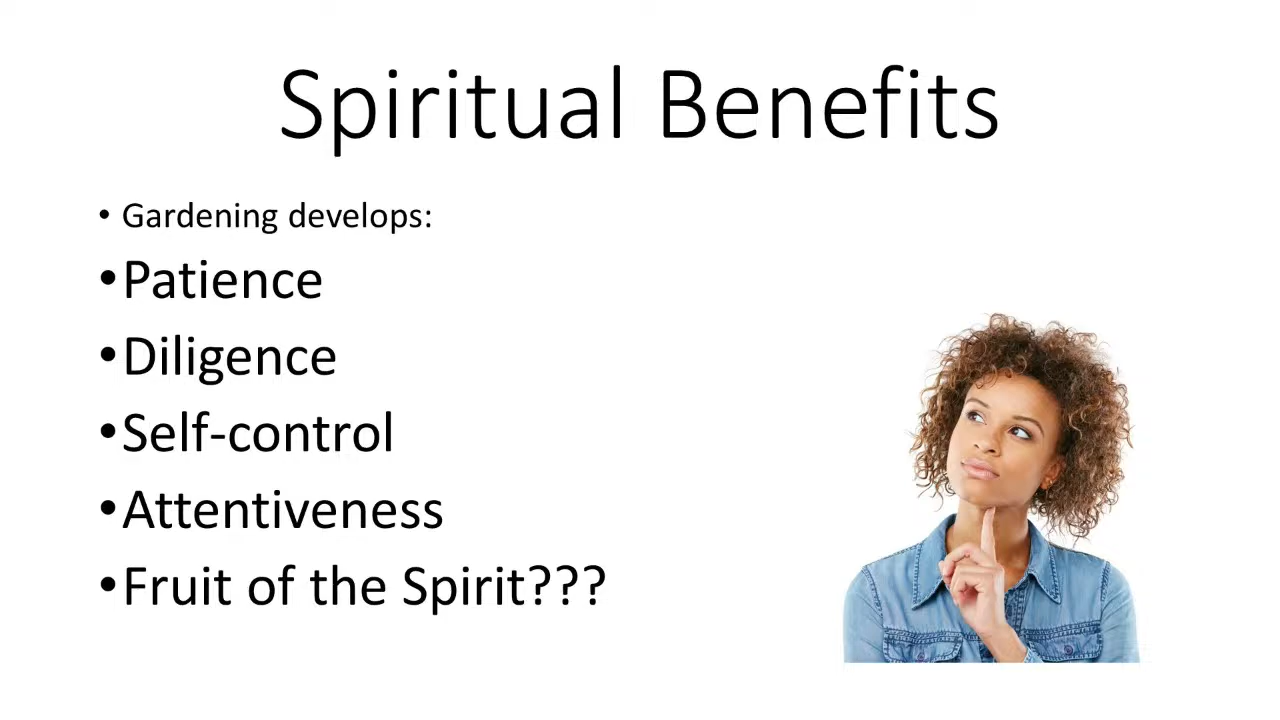 Spiritual Benefits
• Gardening develops:
•Patience
•Diligence
•Self-control
•Attentiveness
•Fruit of the Spirit???